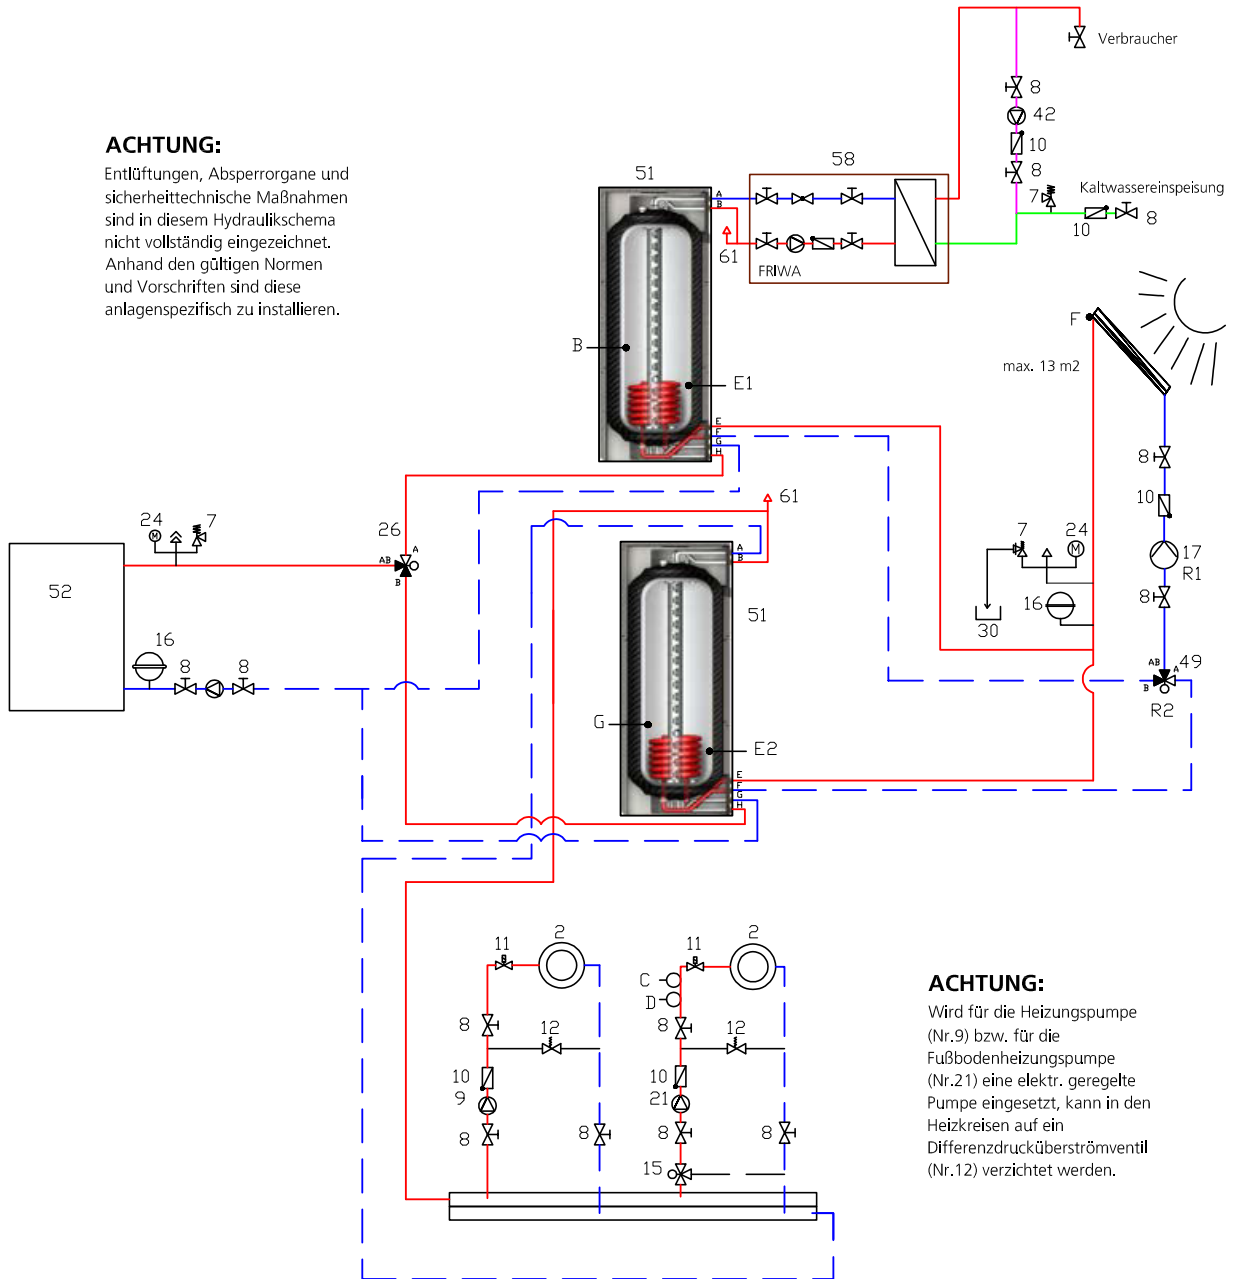 Verbraucher
8
42
10
8
7
Kaltwassereinspeisung
10
8
ACHTUNG:
Entlüftungen, Absperrorgane und
sicherheittechnische Maßnahmen
sind in diesem Hydraulikschema
nicht vollständig eingezeichnet.
Anhand den gültigen Normen
und Vorschriften sind diese
anlagenspezifisch zu installieren.
51
58
A
B
61
FRIWA
B
E1
E
F
G
H
F
max. 13 m2
8
10
17
R1
8
7
24
16
30
AB
49
A
B
R2
61
24
7
26
A
AB
B
52
16
8
8
A
B
51
G
E2
E
F
G
H
11
2
11
2
C
D
8
12
8
12
10
9
10
21
8
8
8
8
15
ACHTUNG:
Wird für die Heizungspumpe
(Nr.9) bzw. für die
Fußbodenheizungspumpe
(Nr.21) eine elektr. geregelte
Pumpe eingesetzt, kann in den
Heizkreisen auf ein
Differenzdrucküberströmventil
(Nr.12) verzichtet werden.
M
M